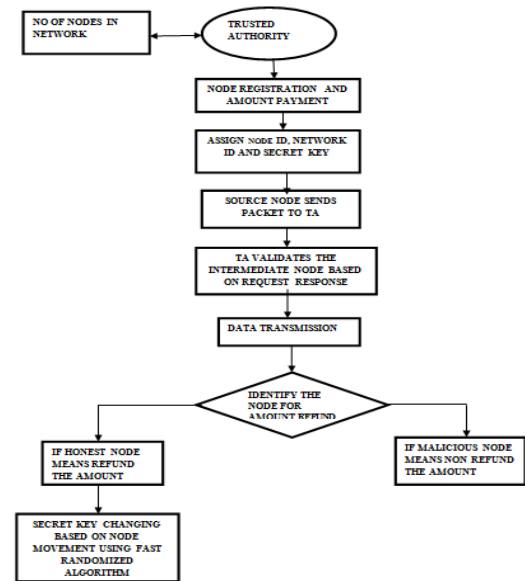 NO OF NODES IN
NETWORK
TRUSTED
AUTHORITY
NODE REGISTRATION AND
AMOUNT PAYMENT
ASSIGN NODE ID, NETWORK
ID AND SECRET KEY
SOURCE NODE SENDS
PACKET TO TA
TA VALIDATES THE
INTERMEDIATE NODE BASED
ON REQUEST RESPONSE
DATA TRANSMISSION
IDENTIFY THE
NODE FOR
AMOUNT REFUND
IF HONEST NODE
MEANS REFUND
THE AMOUNT
IF MALICIOUS NODE
MEANS NON REFUND
THE AMOUNT
SECRET KEY CHANGING
BASED ON NODE
MOVEMENT USING FAST
RANDOMIZED
ALGORITHM